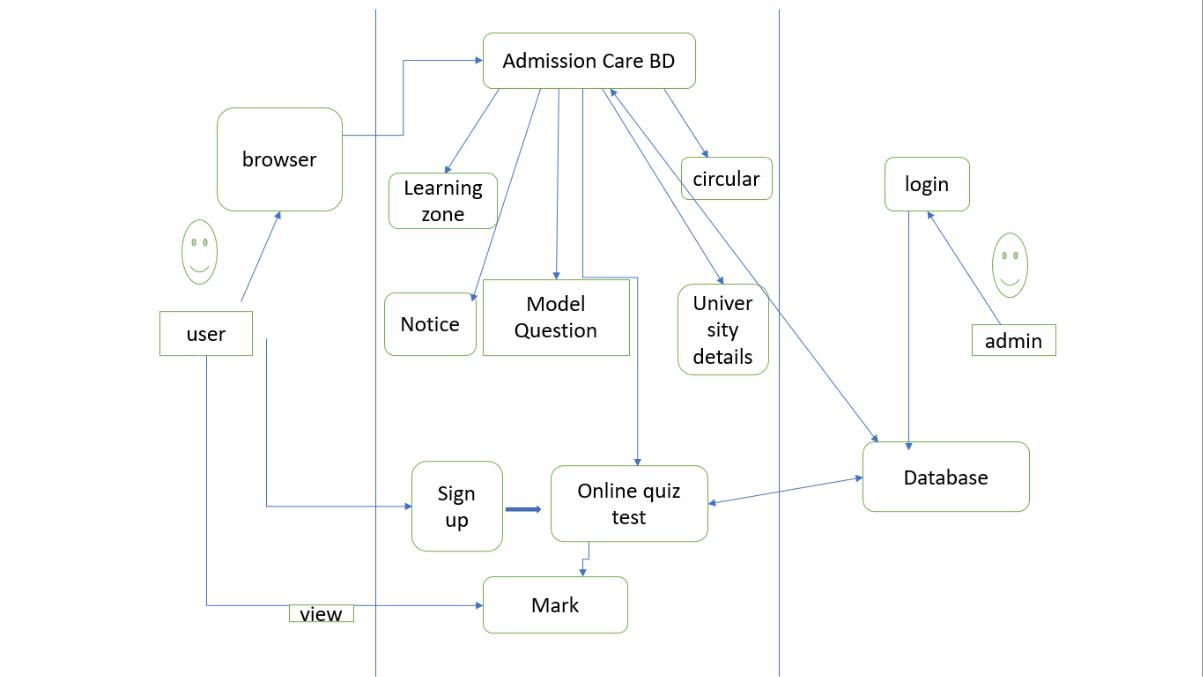 Admission Care BD
browser
Learning
zone
circular
login
user
Notice
Model
Question
Univer
sity
details
admin
Sign
up
Online quiz
test
Database
view
Mark